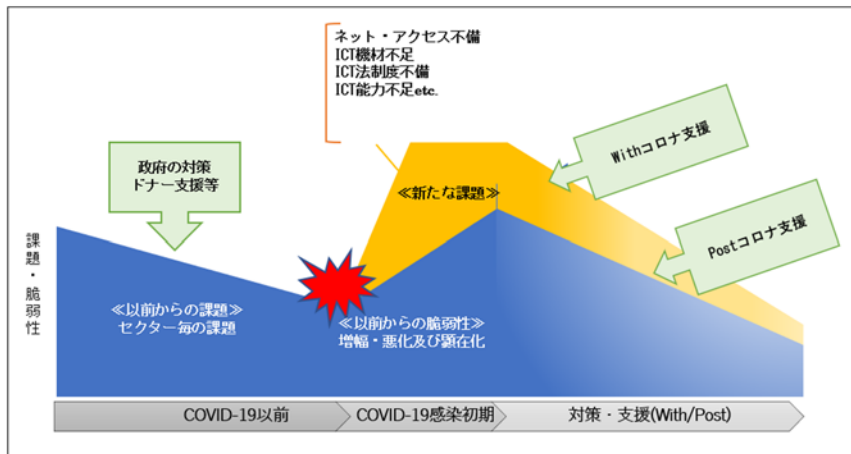 ネット・アクセス不備
ICT機材不足
ICT法制度不備
ICT能力不足etc.
Withコロナ支援
政府の対策
ドナー支援等
≪新たな課題≫
Postコロナ支援
課題・脆弱性
≪以前からの課題≫
セクター毎の課題
≪以前からの脆弱性≫
増幅・悪化及び顕在化
COVID-19以前
COVID-19感染初期
対策・支援(With/Post)